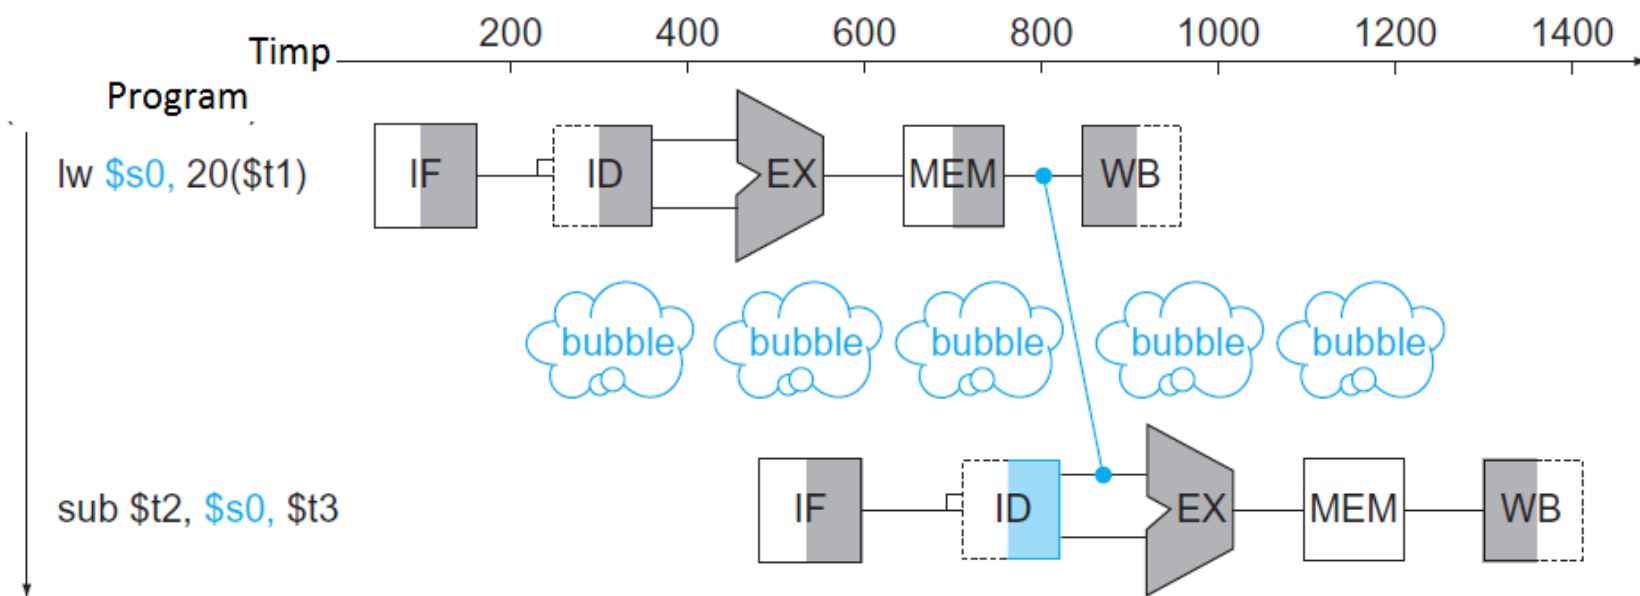 200 400 600 800 1000 1200 1400
Timp
Program
lw $s0, 20($t1)
IF ID EX MEM WB
bubble bubble bubble bubble bubble
sub $t2, $s0, $t3
IF ID EX MEM WB